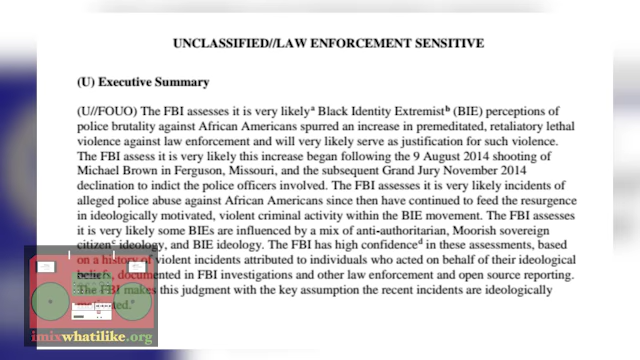 UNCLASSIFIED//LAW ENFORCEMENT SENSITIVE
(U) Executive Summary
(U//FOUO) The FBI assesses it is very likelyᵃ Black Identity Extremistᵇ (BIE) perceptions of
police brutality against African Americans spurred an increase in premeditated, retaliatory lethal
violence against law enforcement and will very likely serve as justification for such violence.
The FBI assess it is very likely this increase began following the 9 August 2014 shooting of
Michael Brown in Ferguson, Missouri, and the subsequent Grand Jury November 2014
declination to indict the police officers involved. The FBI assesses it is very likely incidents of
alleged police abuse against African Americans since then have continued to feed the resurgence
in ideologically motivated, violent criminal activity within the BIE movement. The FBI assesses
it is very likely some BIEs are influenced by a mix of anti-authoritarian, Moorish sovereign
citizenᶜ ideology, and BIE ideology. The FBI has high confidenceᵈ in these assessments, based
on a history of violent incidents attributed to individuals who acted on behalf of their ideological
beliefs, documented in FBI investigations and other law enforcement and open source reporting.
The FBI makes this judgment with the key assumption the recent incidents are ideologically
motivated.ᵉ
imixwhatilike.org